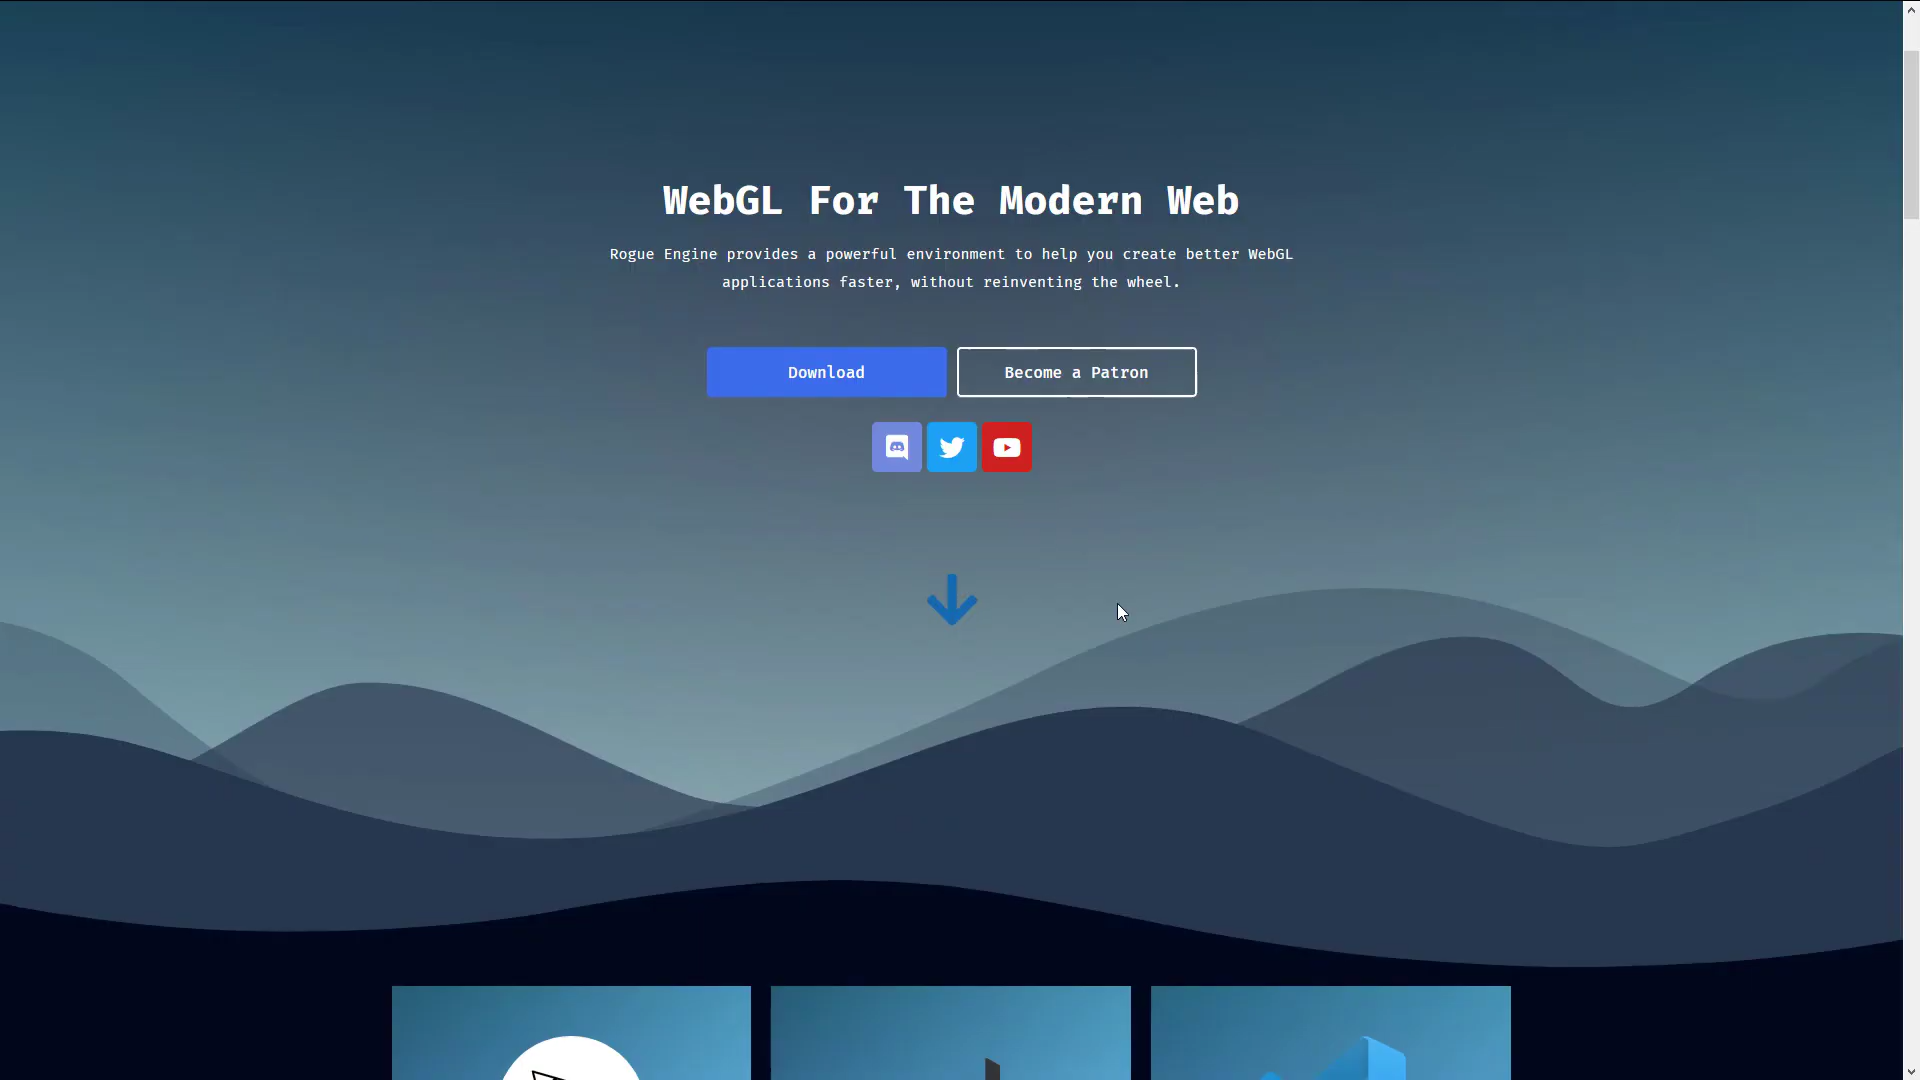 WebGL For The Modern Web
Rogue Engine provides a powerful environment to help you create better WebGL
applications faster, without reinventing the wheel.
Download
Become a Patron